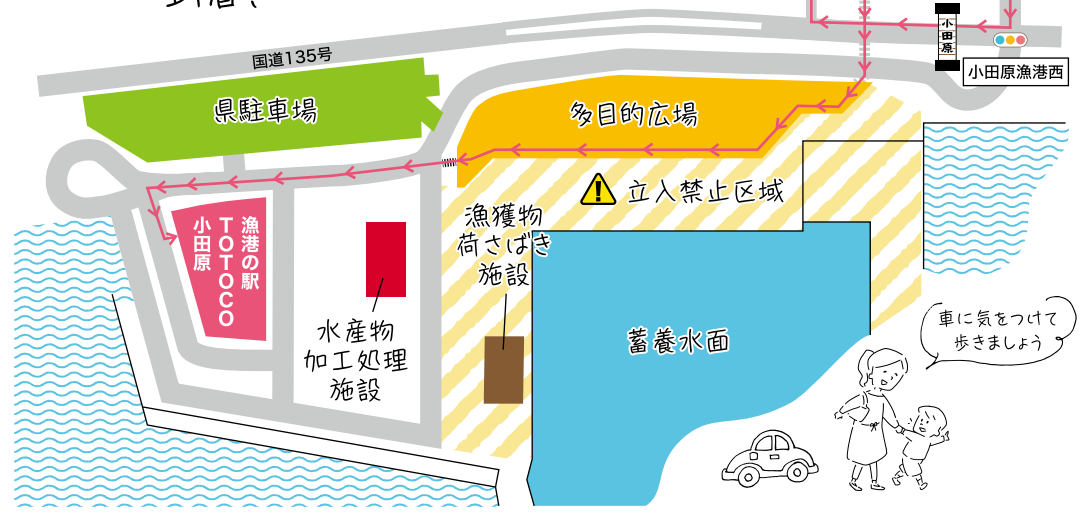 到着！
国道135号
小田原
小田原漁港西
県駐車場
多目的広場
立入禁止区域
漁獲物
荷さばき
施設
漁港の駅
TOTOCO
小田原
水産物
加工処理
施設
蓄養水面
車に気をつけて
歩きましょう